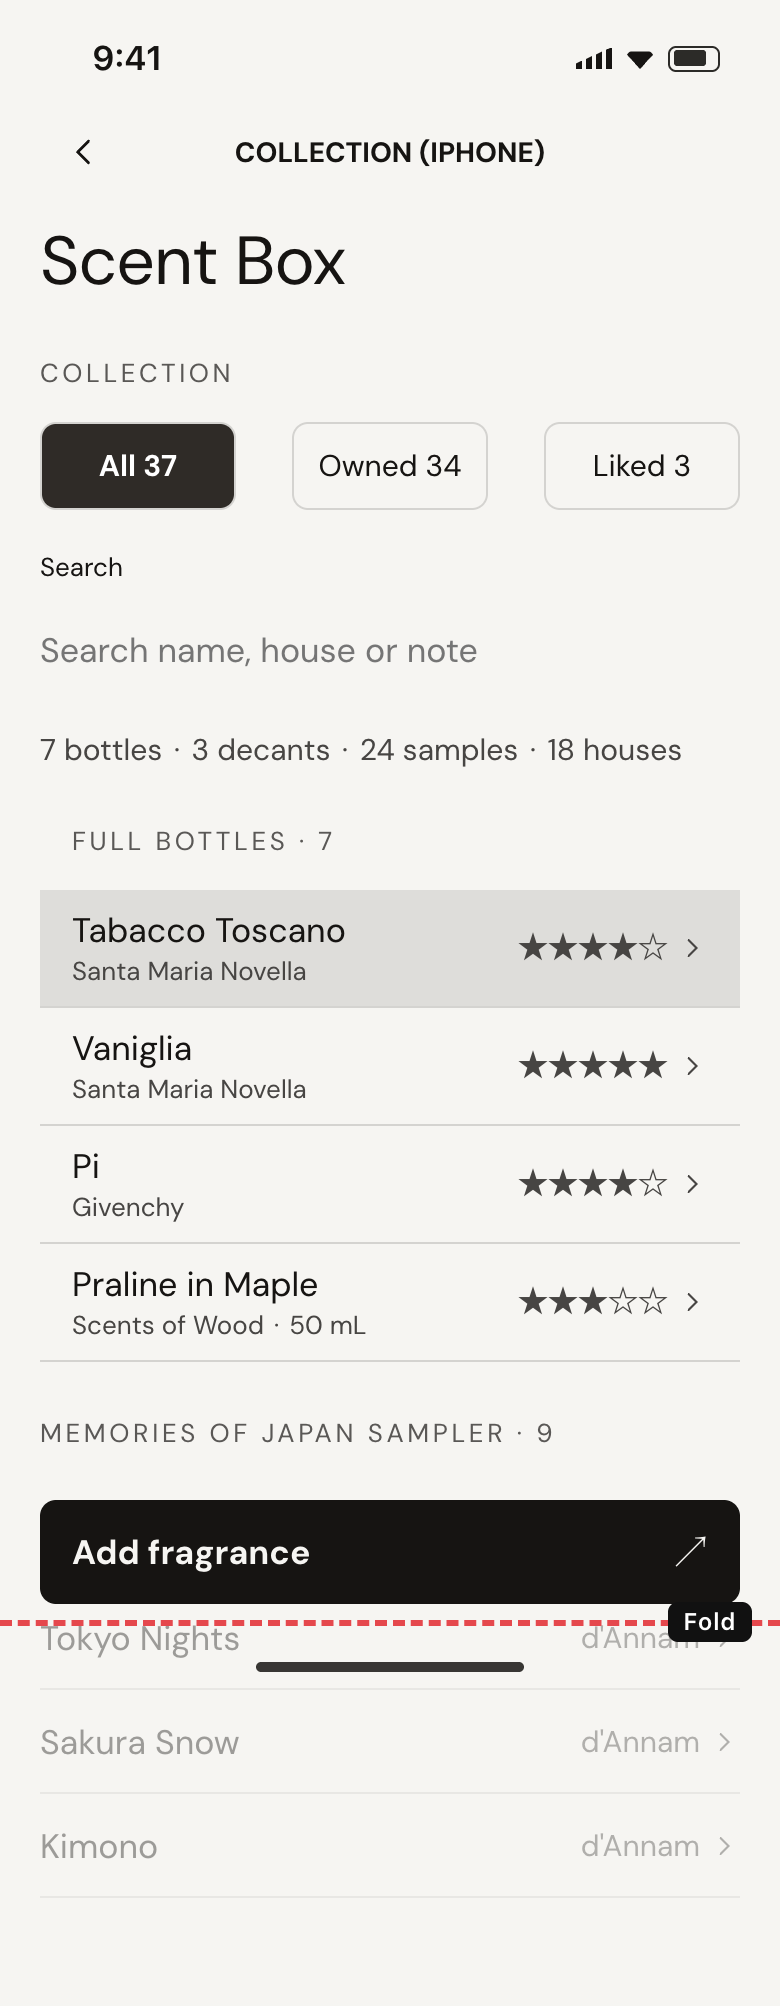 9:41
COLLECTION (IPHONE)
Scent Box
COLLECTION
All 37
Owned 34
Liked 3
Search
Search name, house or note
7 bottles · 3 decants · 24 samples · 18 houses
FULL BOTTLES · 7
Tabacco Toscano
Santa Maria Novella
★★★★☆
Vaniglia
Santa Maria Novella
★★★★★
Pi
Givenchy
★★★★☆
Praline in Maple
Scents of Wood · 50 mL
★★★☆☆
MEMORIES OF JAPAN SAMPLER · 9
Add fragrance
Fold
Tokyo Nights
d'Annam
Sakura Snow
d'Annam
Kimono
d'Annam